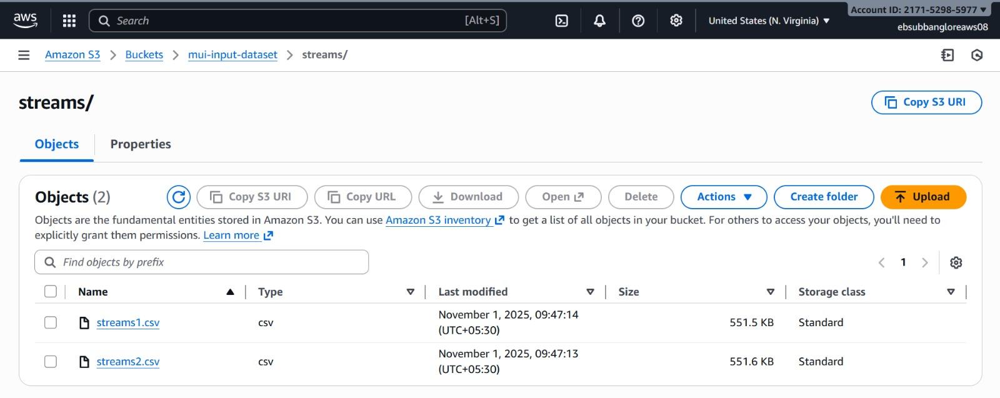 aws
Search
[Alt+S]
United States (N. Virginia)
Account ID: 2171-5298-5977
ebsubbangloreaws08
Amazon S3
Buckets
mui-input-dataset
streams/
streams/
Copy S3 URI
Objects
Properties
Objects (2)
Copy S3 URI
Copy URL
Download
Open
Delete
Actions
Create folder
Upload
Objects are the fundamental entities stored in Amazon S3. You can use Amazon S3 inventory to get a list of all objects in your bucket. For others to access your objects, you'll need to
explicitly grant them permissions. Learn more
Find objects by prefix
1
Name
Type
Last modified
Size
Storage class
streams1.csv
csv
November 1, 2025, 09:47:14
(UTC+05:30)
551.5 KB
Standard
streams2.csv
csv
November 1, 2025, 09:47:13
(UTC+05:30)
551.6 KB
Standard